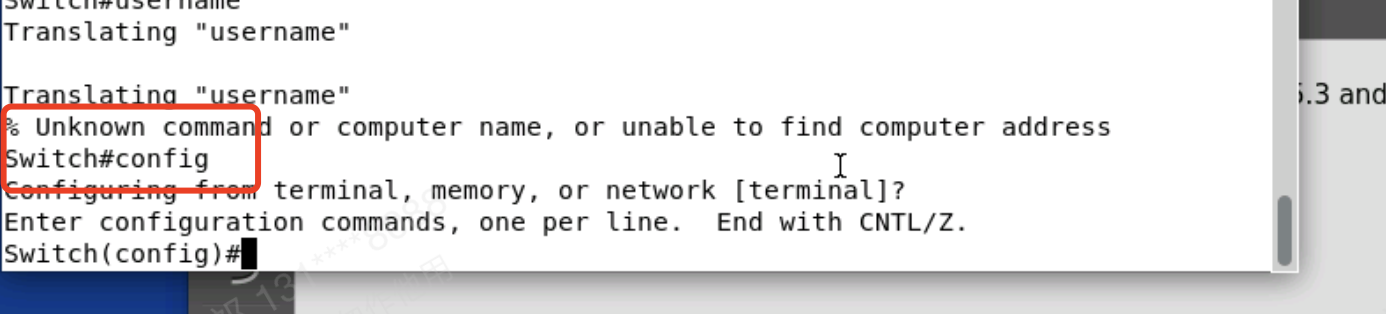 Switch#username
Translating "username"
Translating "username"
% Unknown command or computer name, or unable to find computer address
Switch#config
Configuring from terminal, memory, or network [terminal]?
Enter configuration commands, one per line.  End with CNTL/Z.
Switch(config)#
.3 and
131****8098